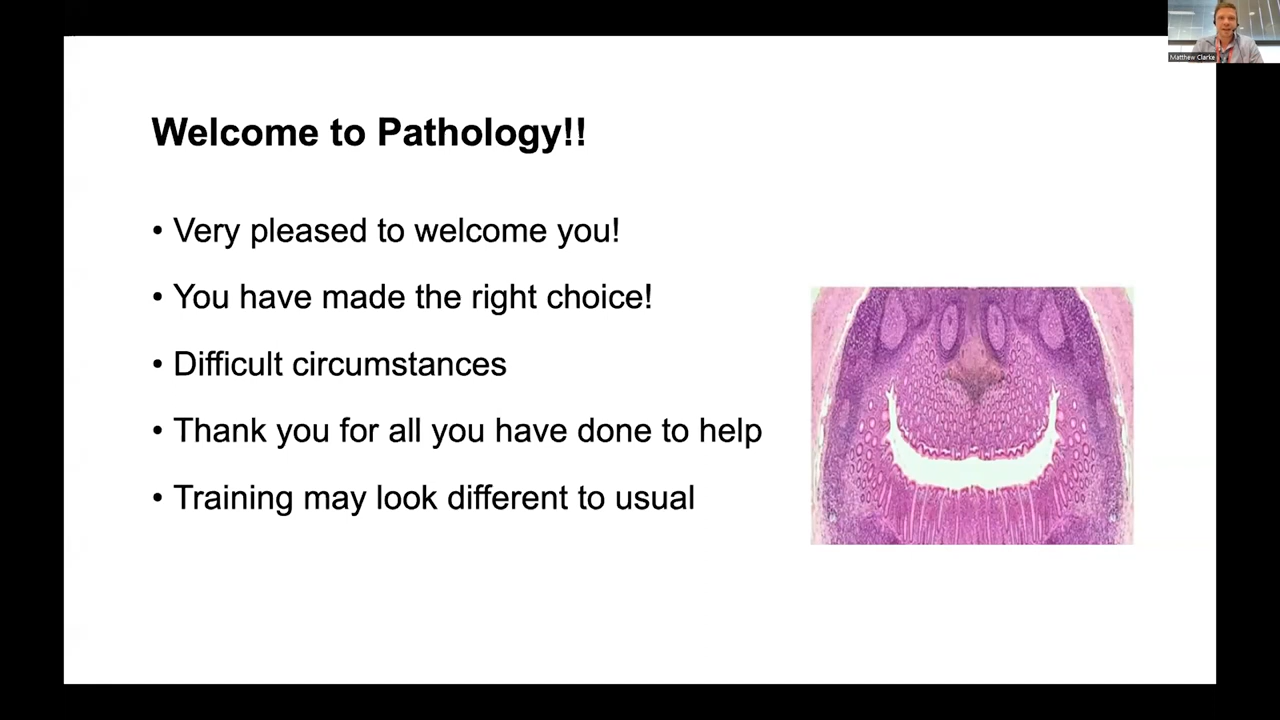 Matthew Clarke
Welcome to Pathology!!
• Very pleased to welcome you!
• You have made the right choice!
• Difficult circumstances
• Thank you for all you have done to help
• Training may look different to usual